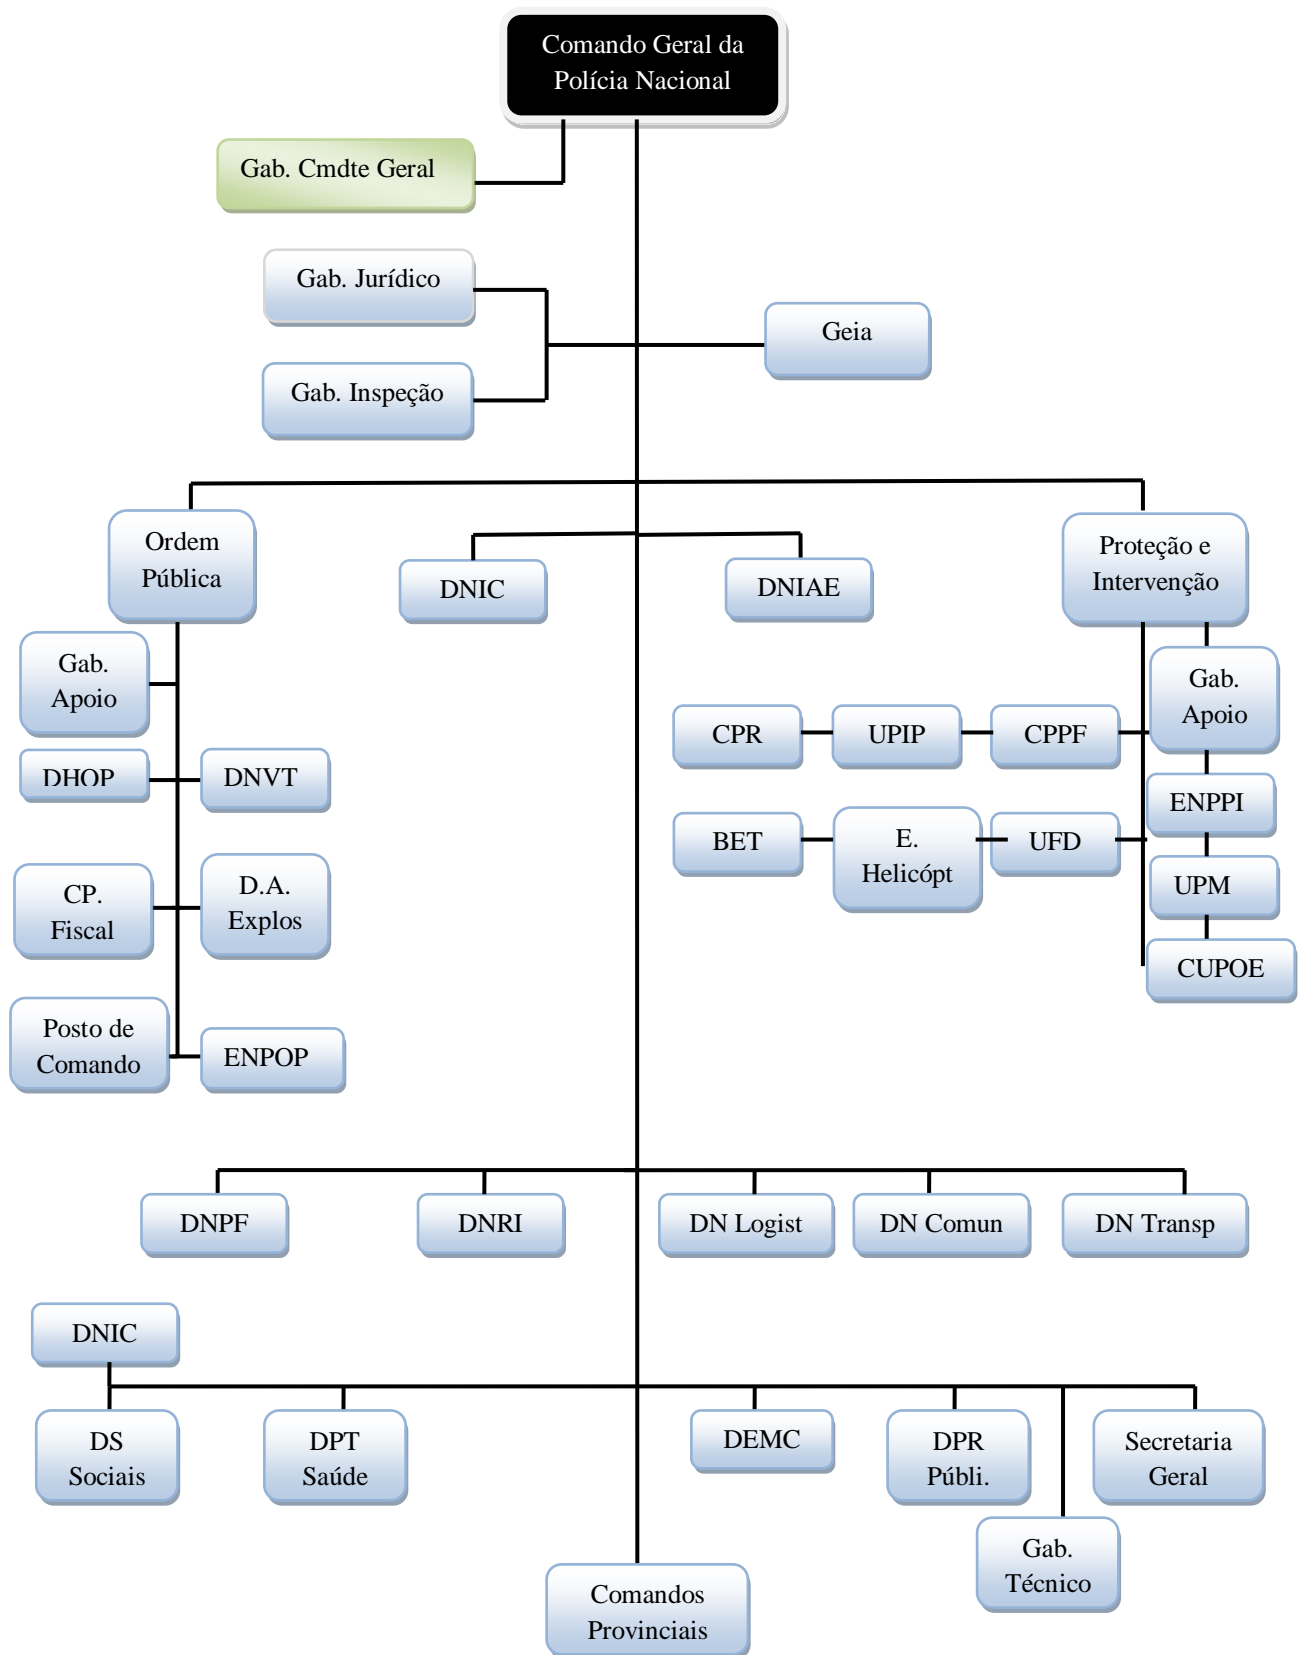 Comando Geral da
Polícia Nacional
Gab. Cmdte Geral
Gab. Jurídico
Geia
Gab. Inspeção
Ordem
Pública
DNIC
DNIAE
Proteção e
Intervenção
Gab.
Apoio
Gab.
Apoio
CPR
UPIP
CPPF
DHOP
DNVT
ENPPI
BET
E.
Helicópt
UFD
CP.
Fiscal
D.A.
Explos
UPM
CUPOE
Posto de
Comando
ENPOP
DNPF
DNRI
DN Logist
DN Comun
DN Transp
DNIC
DS
Sociais
DPT
Saúde
DEMC
DPR
Públi.
Secretaria
Geral
Gab.
Técnico
Comandos
Provinciais